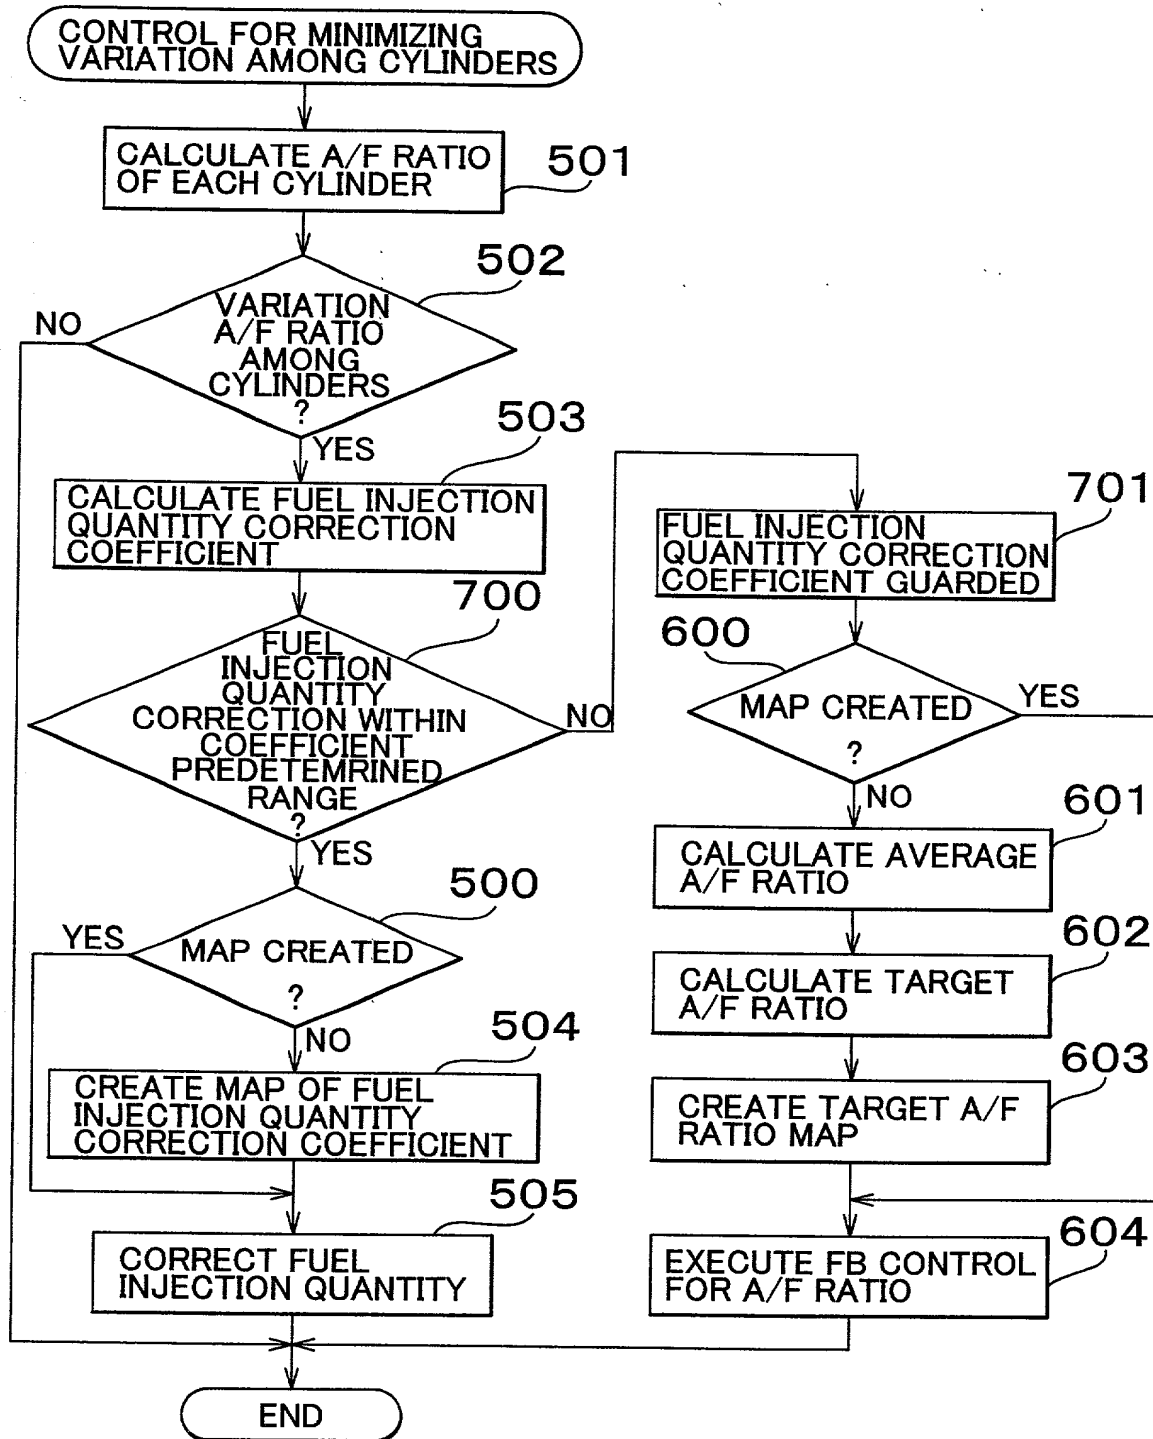 CONTROL FOR MINIMIZING
VARIATION AMONG CYLINDERS
CALCULATE A/F RATIO
OF EACH CYLINDER
501
502
VARIATION
A/F RATIO
AMONG
CYLINDERS
?
NO
YES
503
CALCULATE FUEL INJECTION
QUANTITY CORRECTION
COEFFICIENT
700
FUEL
INJECTION
QUANTITY
CORRECTION WITHIN
COEFFICIENT
PREDETEMRINED
RANGE
?
NO
YES
500
MAP CREATED
?
YES
NO
504
CREATE MAP OF FUEL
INJECTION QUANTITY
CORRECTION COEFFICIENT
505
CORRECT FUEL
INJECTION QUANTITY
END
701
FUEL INJECTION
QUANTITY CORRECTION
COEFFICIENT GUARDED
600
MAP CREATED
?
YES
NO
601
CALCULATE AVERAGE
A/F RATIO
602
CALCULATE TARGET
A/F RATIO
603
CREATE TARGET A/F
RATIO MAP
604
EXECUTE FB CONTROL
FOR A/F RATIO